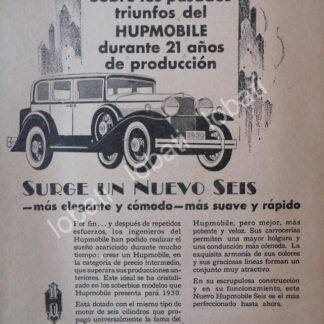 Sobre los pasados
triunfos del
HUPMOBILE
durante 21 años
de producción
1930
SURGE UN NUEVO SEIS
—más elegante y cómodo—más suave y rápido
Por fin...y después de repetidos
esfuerzos, los ingenieros del
Hupmobile han podido realizar el
sueño acariciado durante mucho
tiempo: crear un Hupmobile, en
la categoría de precio interme-
dio, que superara sus producciones an-
teriores. Este ideal se ha cristali-
zado en los soberbios modelos que
Hupmobile presenta para 1930.
Está dotado con el mismo tipo de
motor de seis cilindros que pro-
pagó universalmente la fama del
Hupmobile, pero mejor, más
potente y veloz. Sus carrocerías
permiten una mayor holgura y
una conducción más cómoda. La
exquisita armonía de sus colores
y sus graciosas líneas forman un
conjunto muy atractivo.
En su escrupulosa construcción y
en su funcionamiento, este
Nuevo Hupmobile Seis es el más
perfeccionado hasta ahora.
lobau lobau lobau